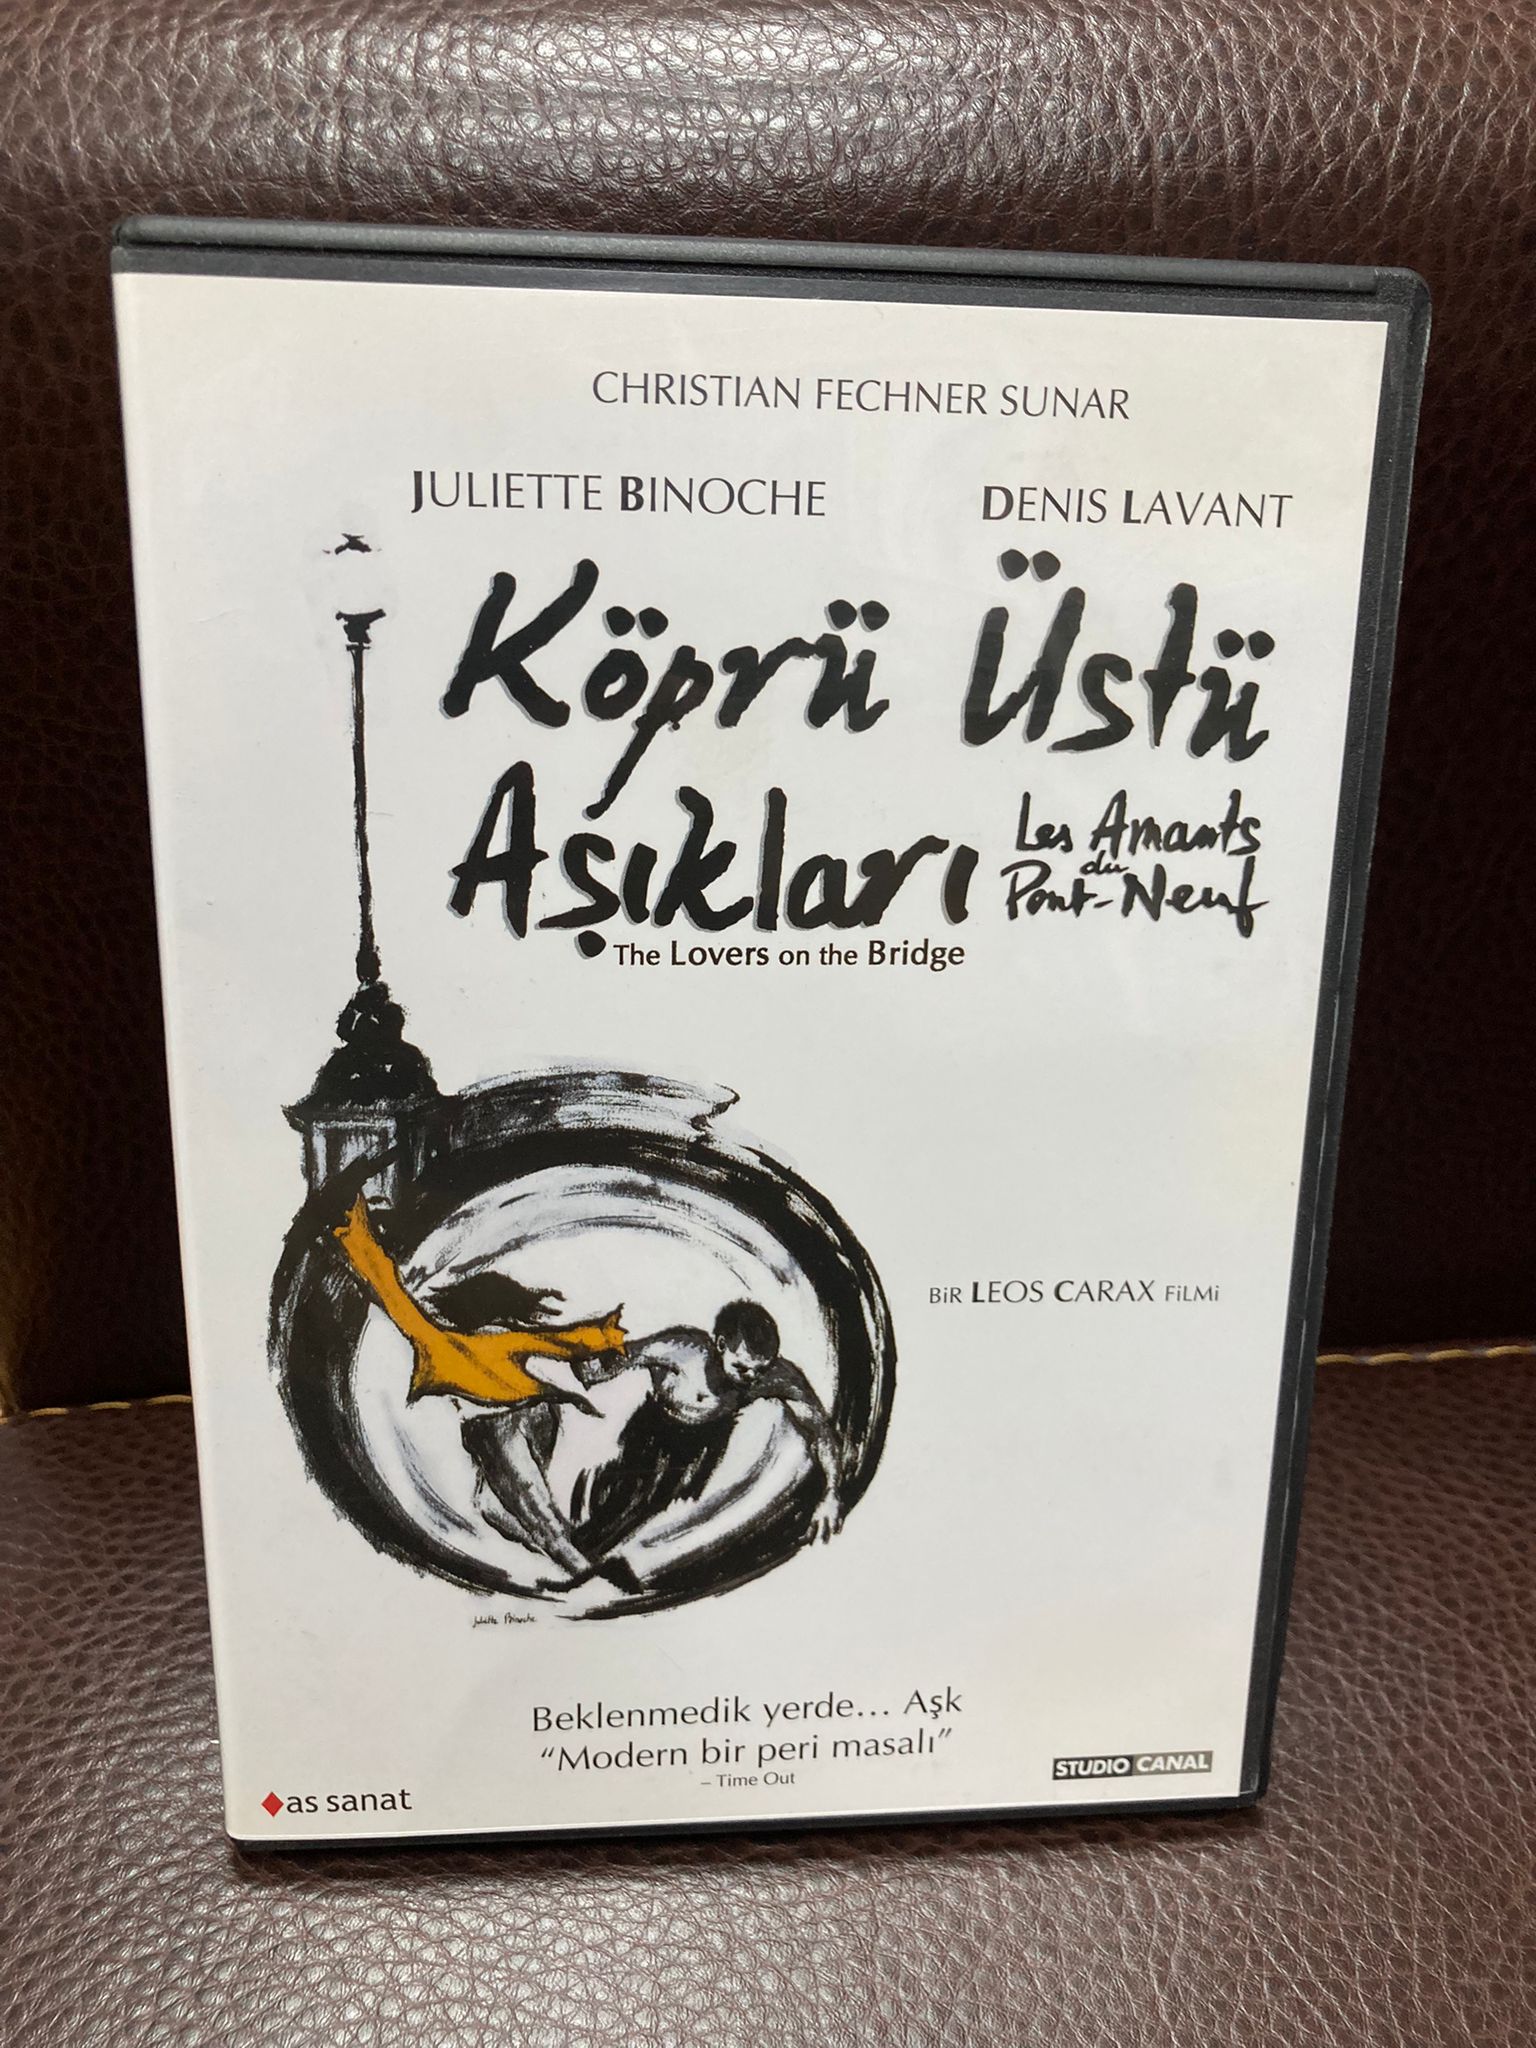 CHRISTIAN FECHNER SUNAR
JULIETTE BINOCHE DENIS LAVANT
Köprü Üstü
Aşıkları
Les Amants
du
Pont-Neuf
The Lovers on the Bridge
BiR LEOS CARAX FiLMi
Juliette Binoche
Beklenmedik yerde... Aşk
“Modern bir peri masalı”
– Time Out
STUDIO CANAL
as sanat